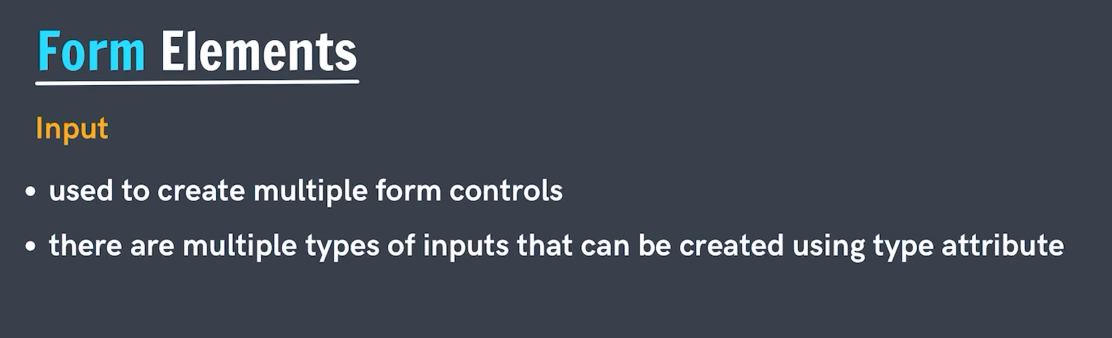 Form Elements
Input
• used to create multiple form controls
• there are multiple types of inputs that can be created using type attribute